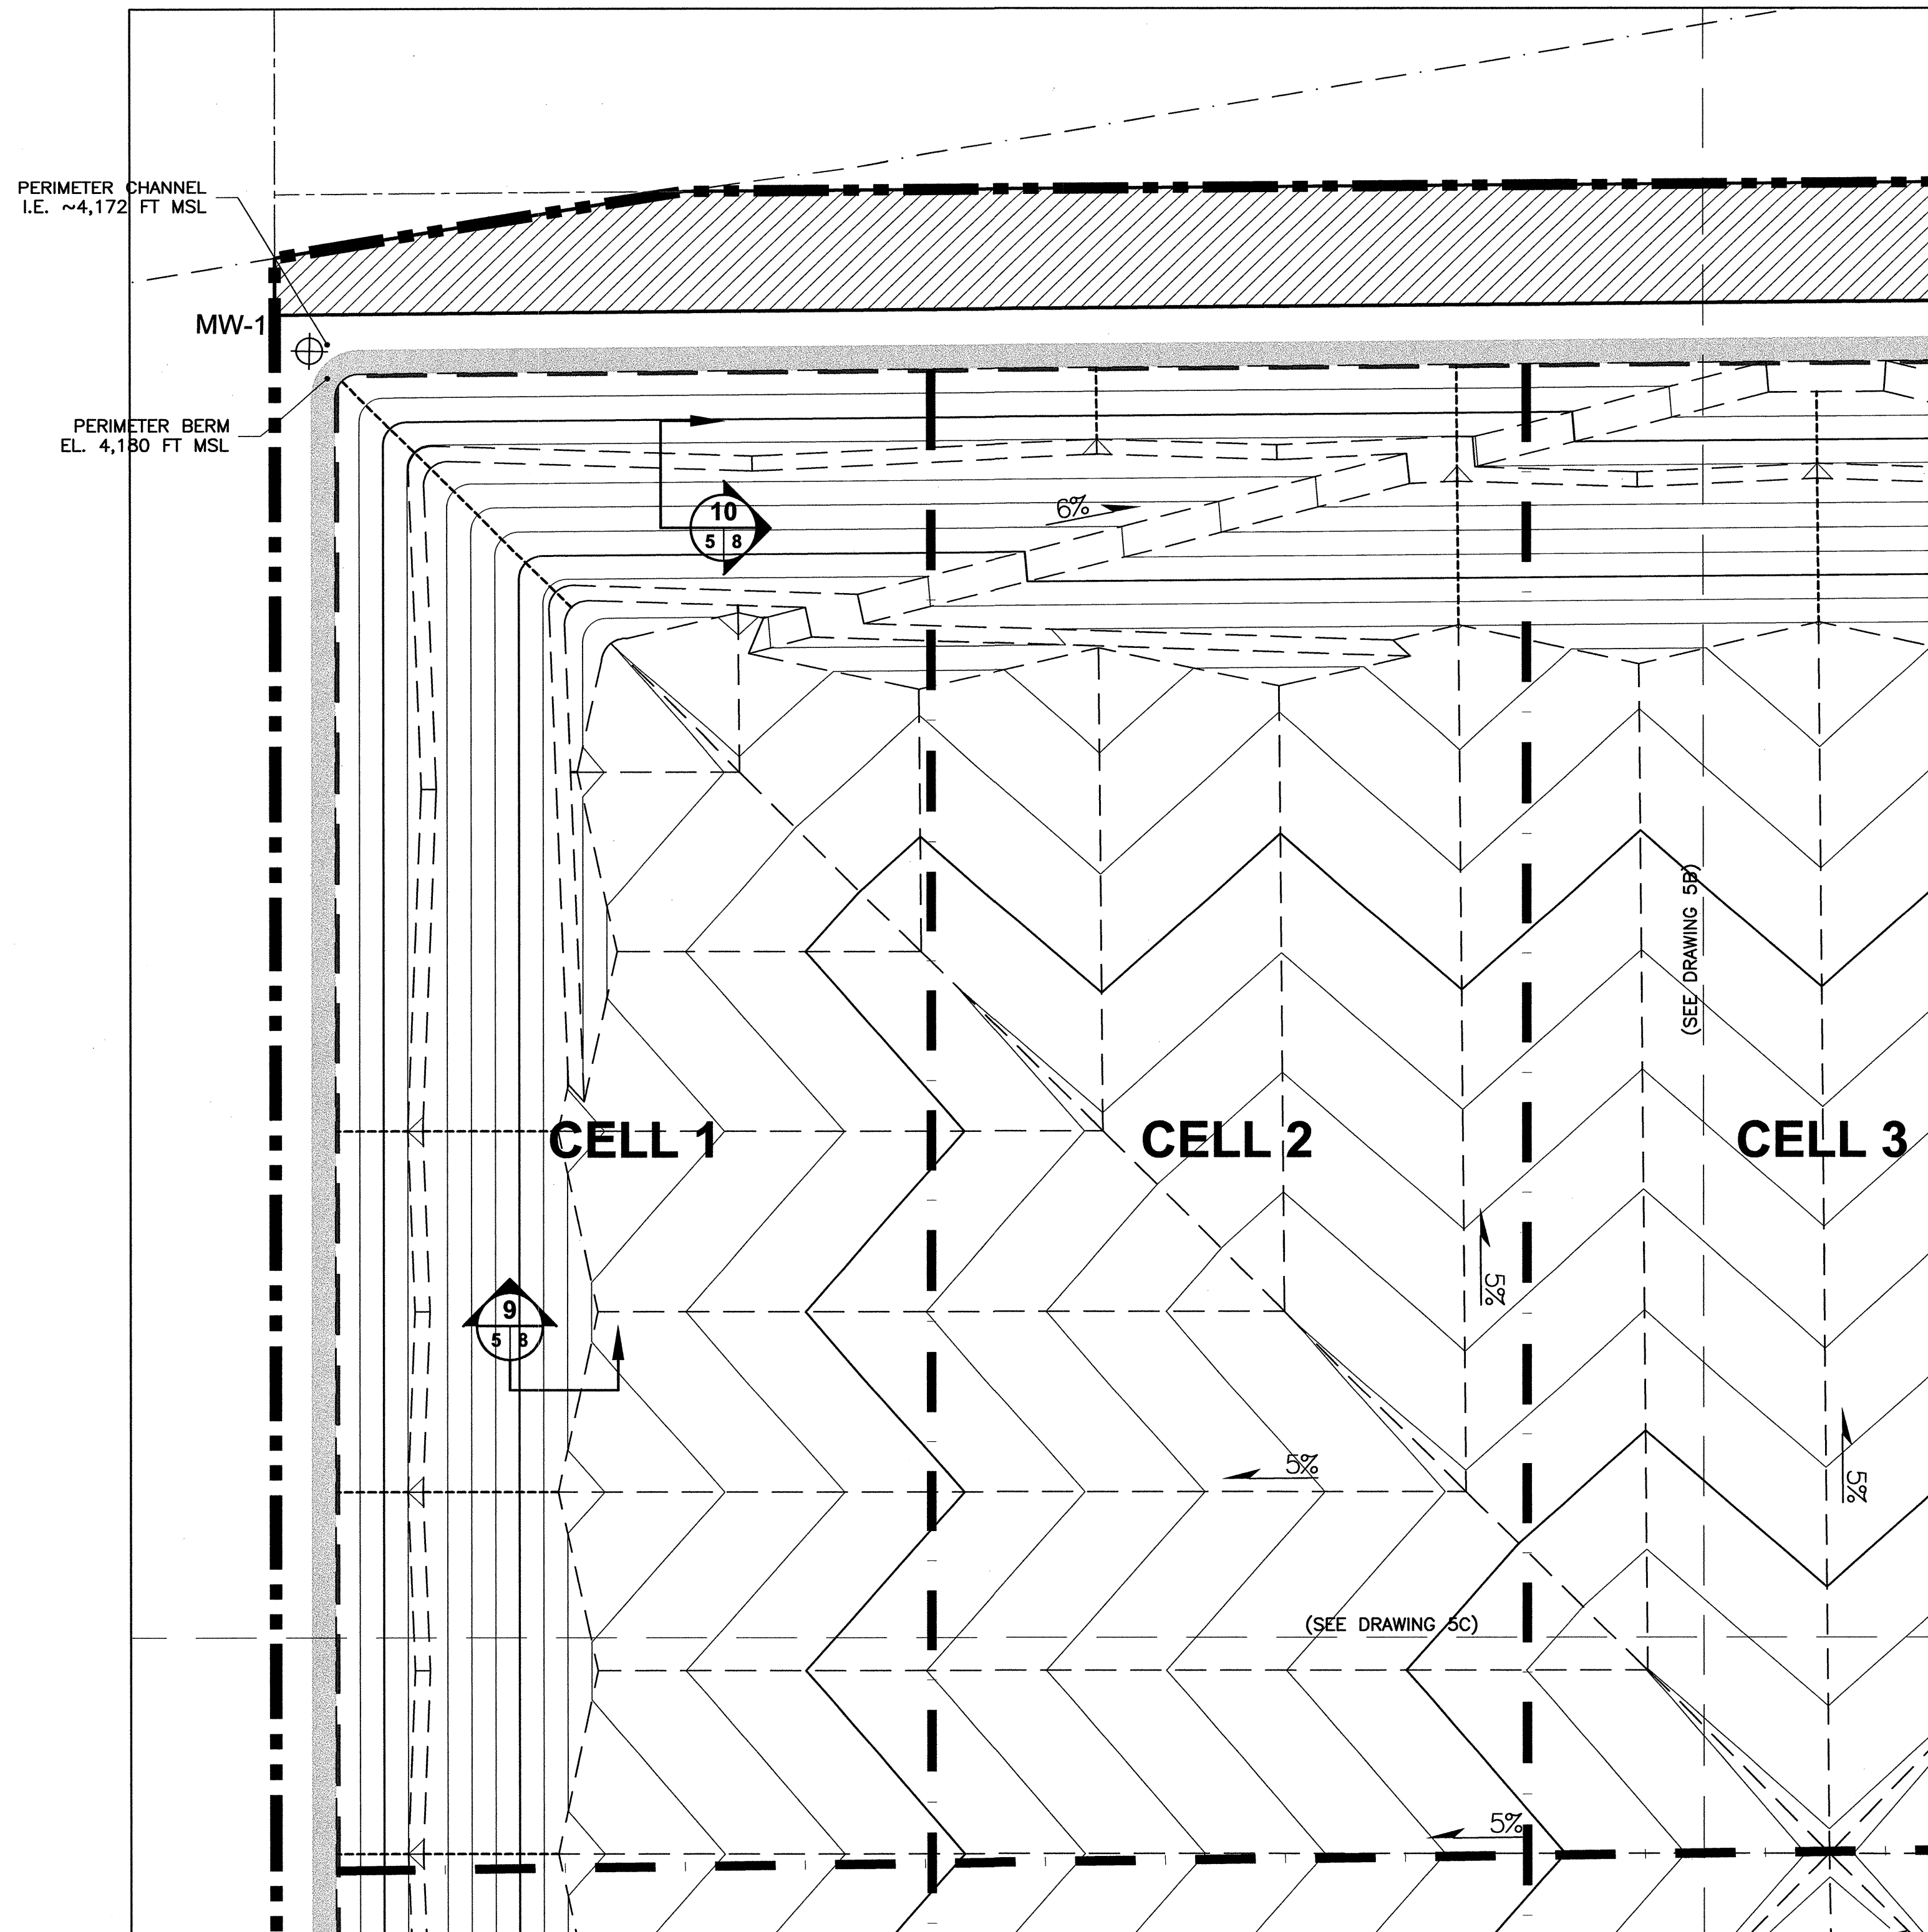 PERIMETER CHANNEL
I.E. ~4,172 FT MSL
MW-1
PERIMETER BERM
EL. 4,180 FT MSL
10
5 8
6%
(SEE DRAWING 5B)
CELL 1
CELL 2
CELL 3
5%
9
5 8
5%
5%
(SEE DRAWING 5C)
5%